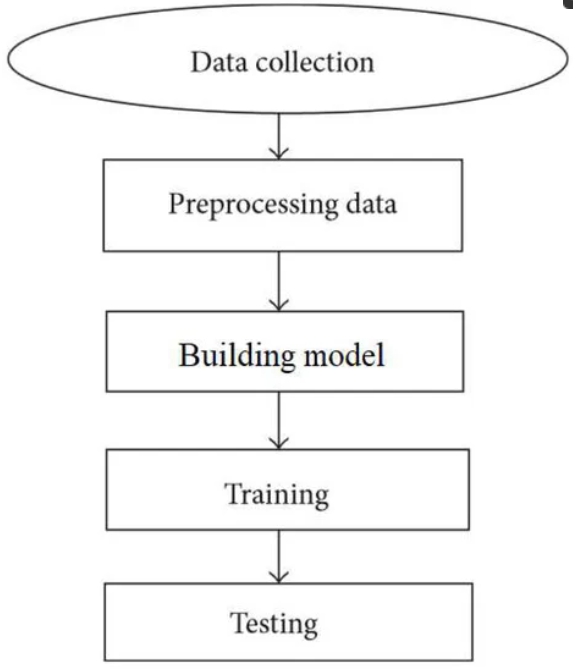 Data collection
Preprocessing data
Building model
Training
Testing